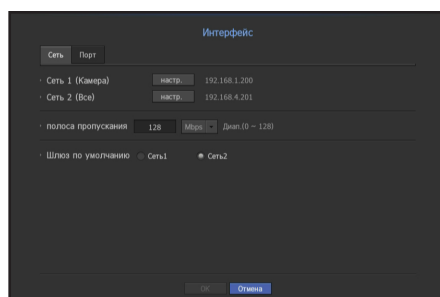 Интерфейс
Сеть Порт
Сеть 1 (Камера) настр. 192.168.1.200
Сеть 2 (Все) настр. 192.168.4.201
полоса пропускания 128 Mbps Диап.(0 ~ 128)
Шлюз по умолчанию Сеть1 Сеть2
OK Отмена